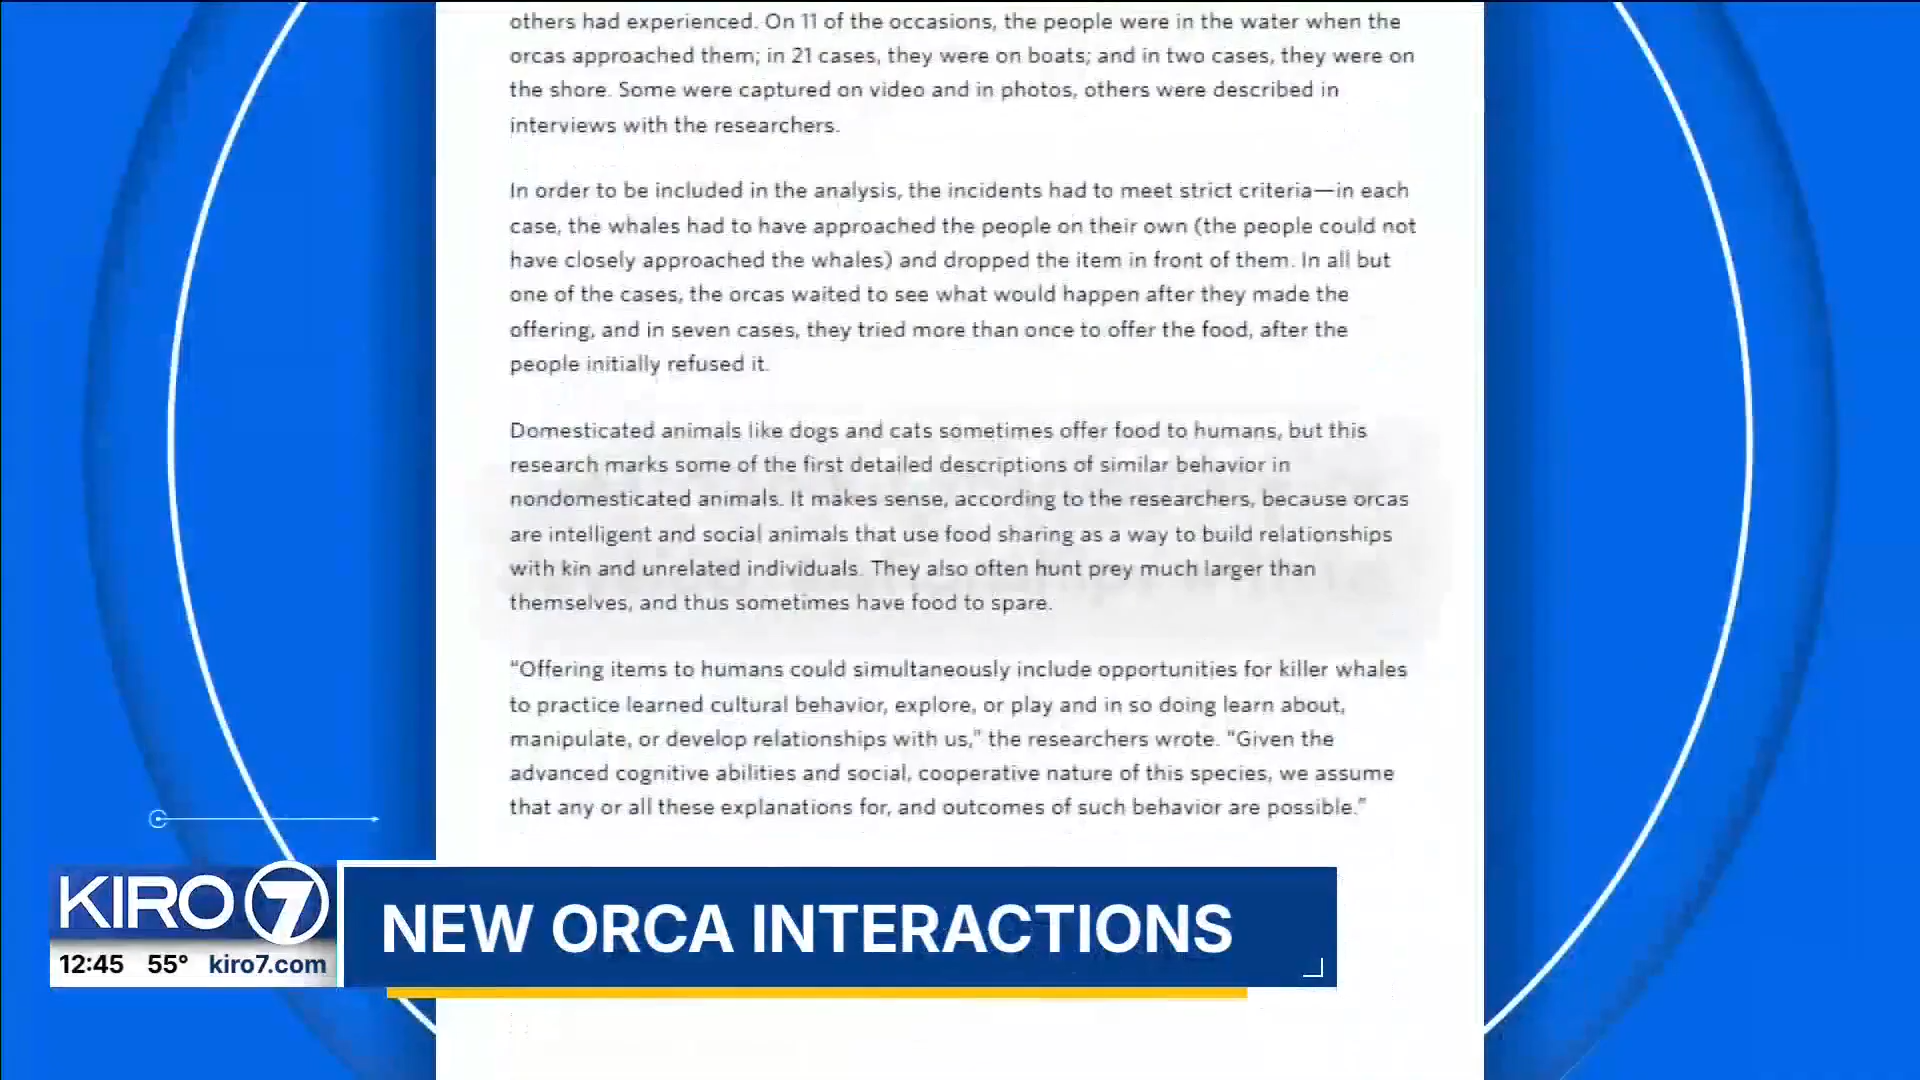 others had experienced. On 11 of the occasions, the people were in the water when the
orcas approached them; in 21 cases, they were on boats; and in two cases, they were on
the shore. Some were captured on video and in photos, others were described in
interviews with the researchers.
In order to be included in the analysis, the incidents had to meet strict criteria—in each
case, the whales had to have approached the people on their own (the people could not
have closely approached the whales) and dropped the item in front of them. In all but
one of the cases, the orcas waited to see what would happen after they made the
offering, and in seven cases, they tried more than once to offer the food, after the
people initially refused it.
Domesticated animals like dogs and cats sometimes offer food to humans, but this
research marks some of the first detailed descriptions of similar behavior in
nondomesticated animals. It makes sense, according to the researchers, because orcas
are intelligent and social animals that use food sharing as a way to build relationships
with kin and unrelated individuals. They also often hunt prey much larger than
themselves, and thus sometimes have food to spare.
“Offering items to humans could simultaneously include opportunities for killer whales
to practice learned cultural behavior, explore, or play and in so doing learn about,
manipulate, or develop relationships with us,” the researchers wrote. “Given the
advanced cognitive abilities and social, cooperative nature of this species, we assume
that any or all these explanations for, and outcomes of such behavior are possible.”
KIRO 7
NEW ORCA INTERACTIONS
12:45 55° kiro7.com